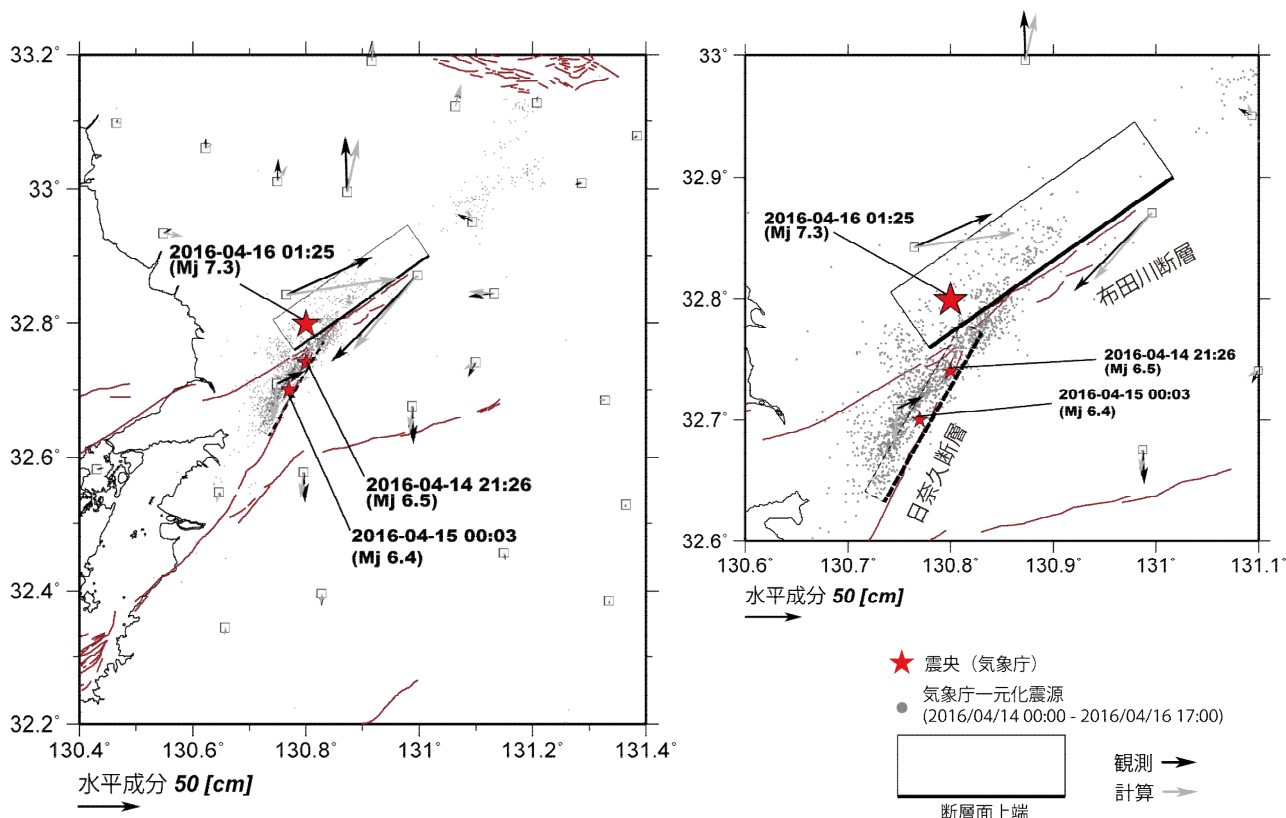 33.2°
33°
32.8°
32.6°
32.4°
32.2°
130.4°
130.6°
130.8°
131°
131.2°
131.4°
2016-04-16 01:25
(Mj 7.3)
2016-04-14 21:26
(Mj 6.5)
2016-04-15 00:03
(Mj 6.4)
水平成分 50 [cm]
33°
32.9°
32.8°
32.7°
32.6°
130.6°
130.7°
130.8°
130.9°
131°
131.1°
2016-04-16 01:25
(Mj 7.3)
布田川断層
2016-04-14 21:26
(Mj 6.5)
2016-04-15 00:03
(Mj 6.4)
日奈久断層
水平成分 50 [cm]
震央（気象庁）
気象庁一元化震源
(2016/04/14 00:00 - 2016/04/16 17:00)
観測
計算
断層面上端